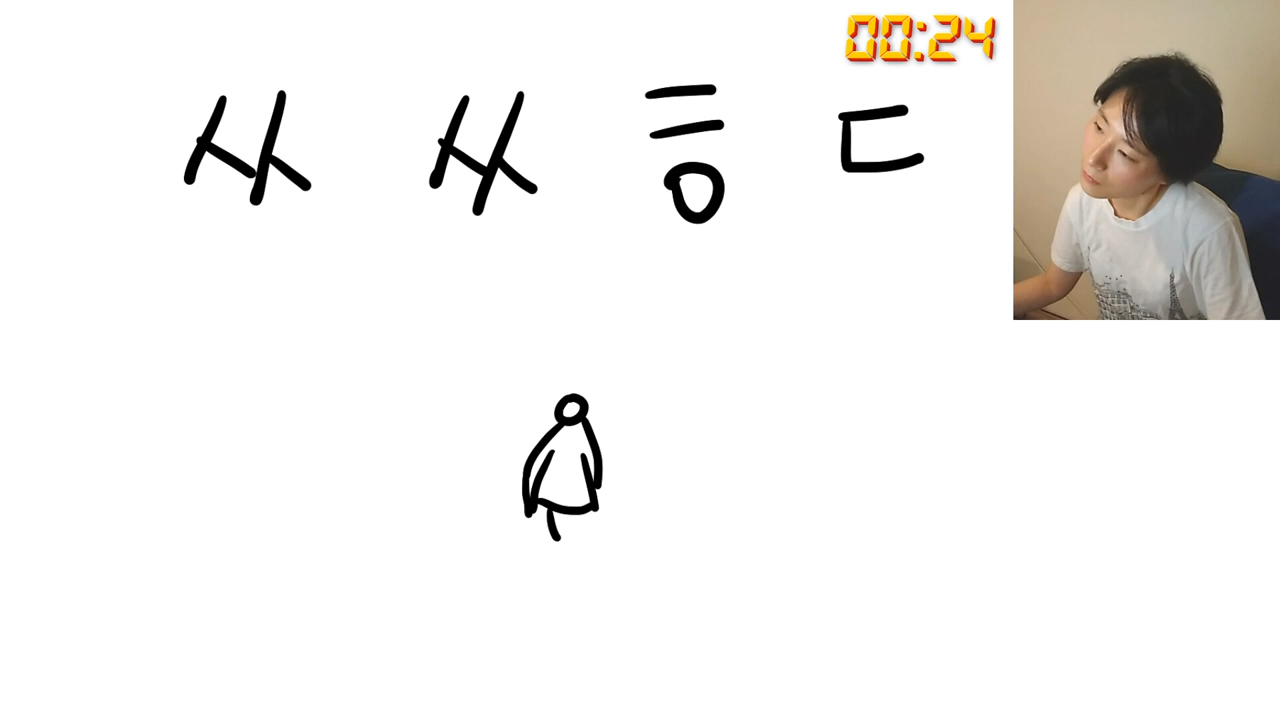 00:24
ㅆ ㅆ ㅎ ㄷ